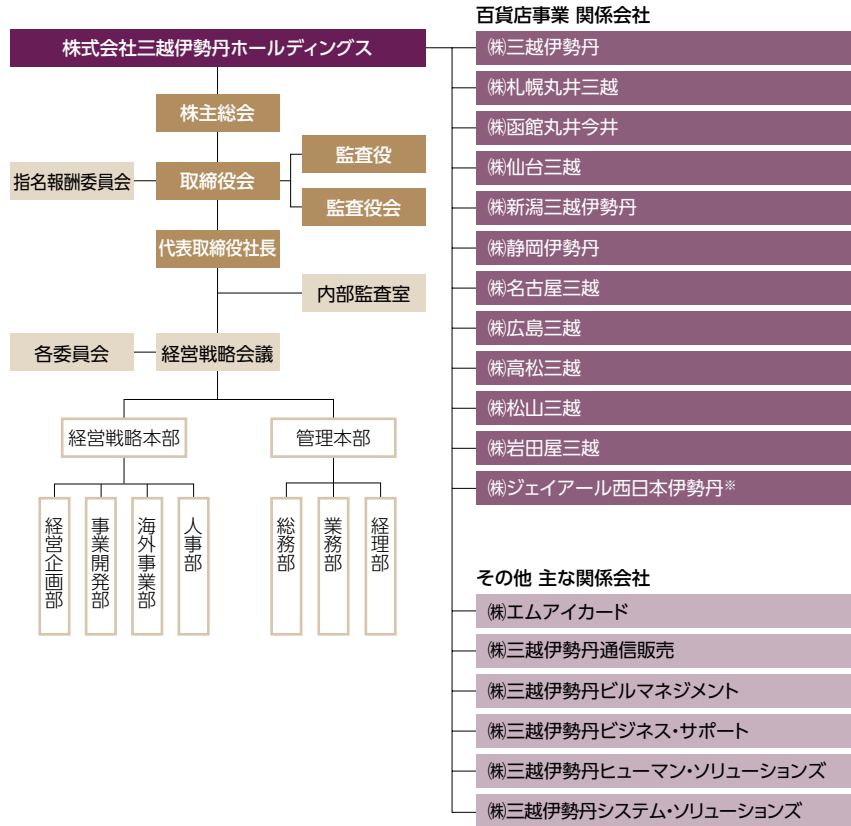 株式会社三越伊勢丹ホールディングス
株主総会
指名報酬委員会
取締役会
監査役
監査役会
代表取締役社長
内部監査室
各委員会
経営戦略会議
経営戦略本部
管理本部
経営企画部
事業開発部
海外事業部
人事部
総務部
業務部
経理部
百貨店事業 関係会社
㈱三越伊勢丹
㈱札幌丸井三越
㈱函館丸井今井
㈱仙台三越
㈱新潟三越伊勢丹
㈱静岡伊勢丹
㈱名古屋三越
㈱広島三越
㈱高松三越
㈱松山三越
㈱岩田屋三越
㈱ジェイアール西日本伊勢丹※
その他 主な関係会社
㈱エムアイカード
㈱三越伊勢丹通信販売
㈱三越伊勢丹ビルマネジメント
㈱三越伊勢丹ビジネス・サポート
㈱三越伊勢丹ヒューマン・ソリューションズ
㈱三越伊勢丹システム・ソリューションズ